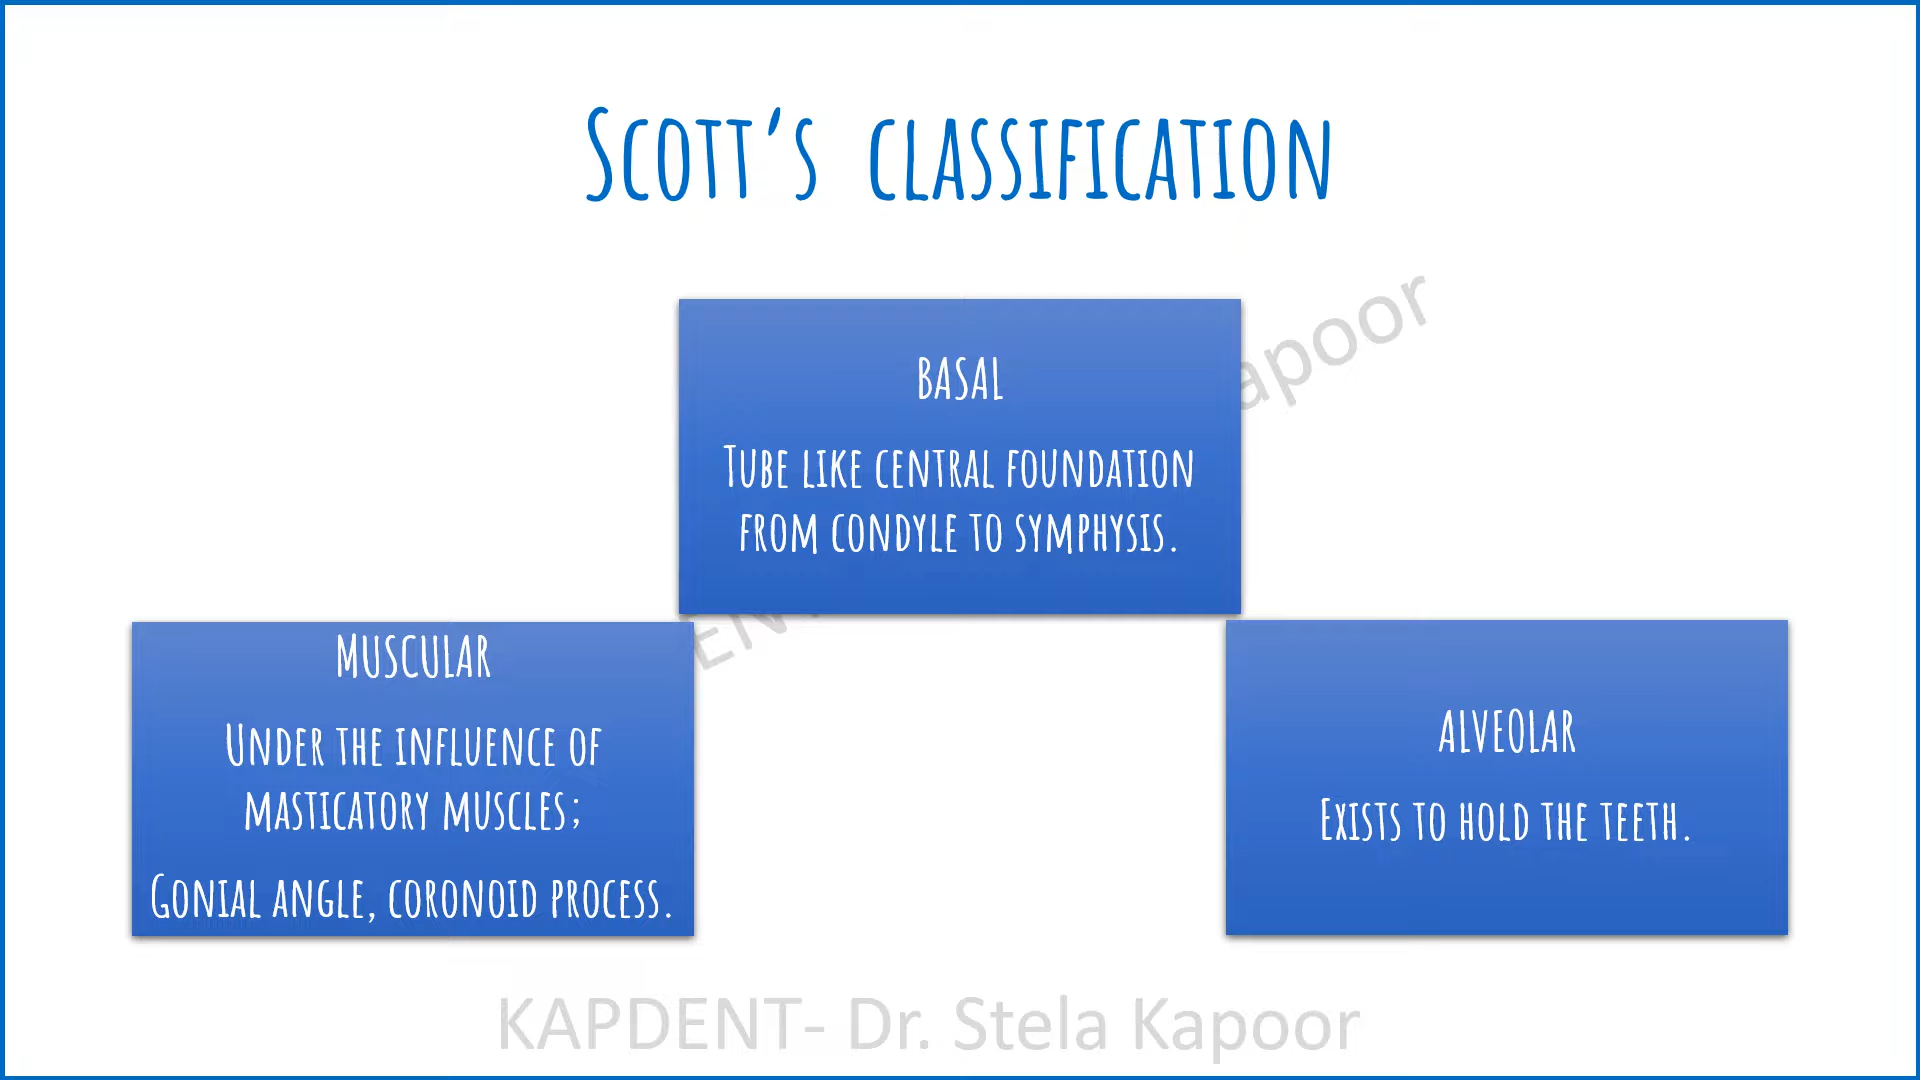 Scott's classification
BASAL
Tube like central foundation
from condyle to symphysis.
MUSCULAR
Under the influence of
masticatory muscles;
Gonial angle, coronoid process.
ALVEOLAR
Exists to hold the teeth.
KAPDENT- Dr. Stela Kapoor